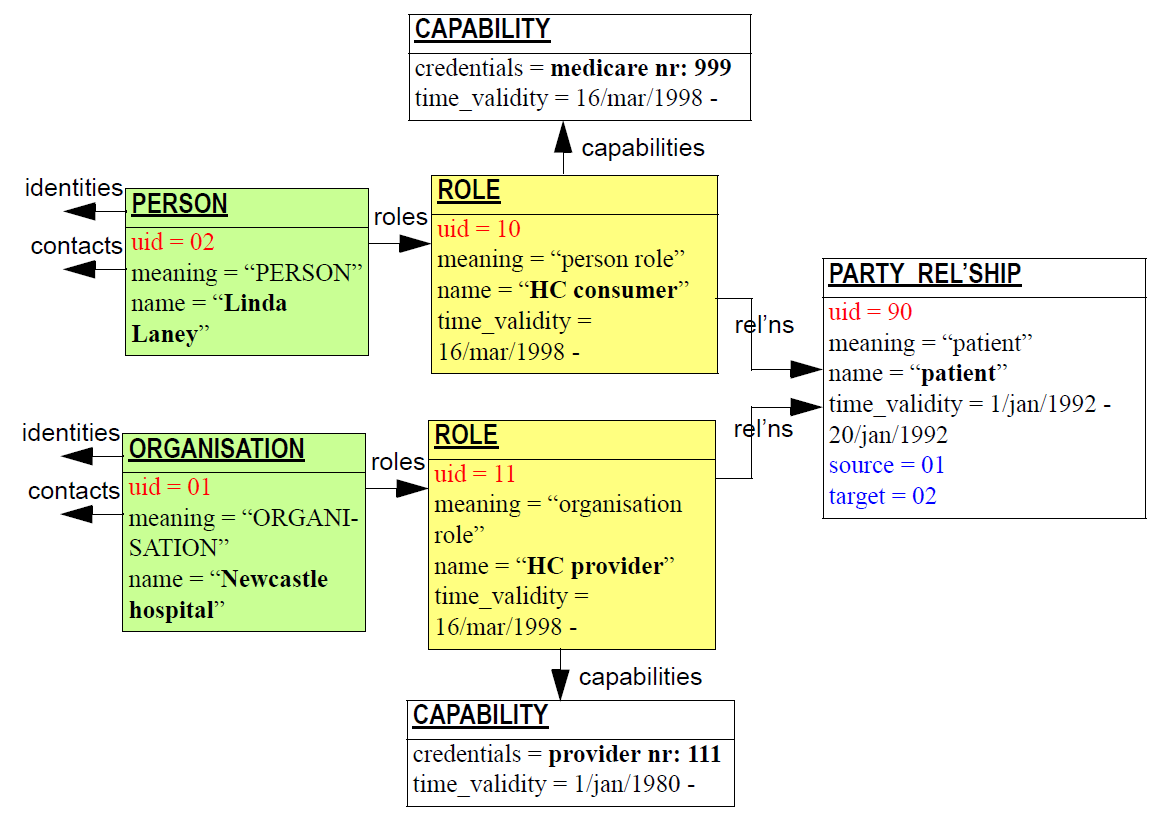 CAPABILITY
credentials = medicare nr: 999
time_validity = 16/mar/1998 -
capabilities
identities
contacts
PERSON
uid = 02
meaning = “PERSON”
name = “Linda
Laney”
roles
ROLE
uid = 10
meaning = “person role”
name = “HC consumer”
time_validity =
16/mar/1998 -
rel’ns
PARTY_REL’SHIP
uid = 90
meaning = “patient”
name = “patient”
time_validity = 1/jan/1992 -
20/jan/1992
source = 01
target = 02
identities
contacts
ORGANISATION
uid = 01
meaning = “ORGANI-
SATION”
name = “Newcastle
hospital”
roles
ROLE
uid = 11
meaning = “organisation
role”
name = “HC provider”
time_validity =
16/mar/1998 -
rel’ns
capabilities
CAPABILITY
credentials = provider nr: 111
time_validity = 1/jan/1980 -